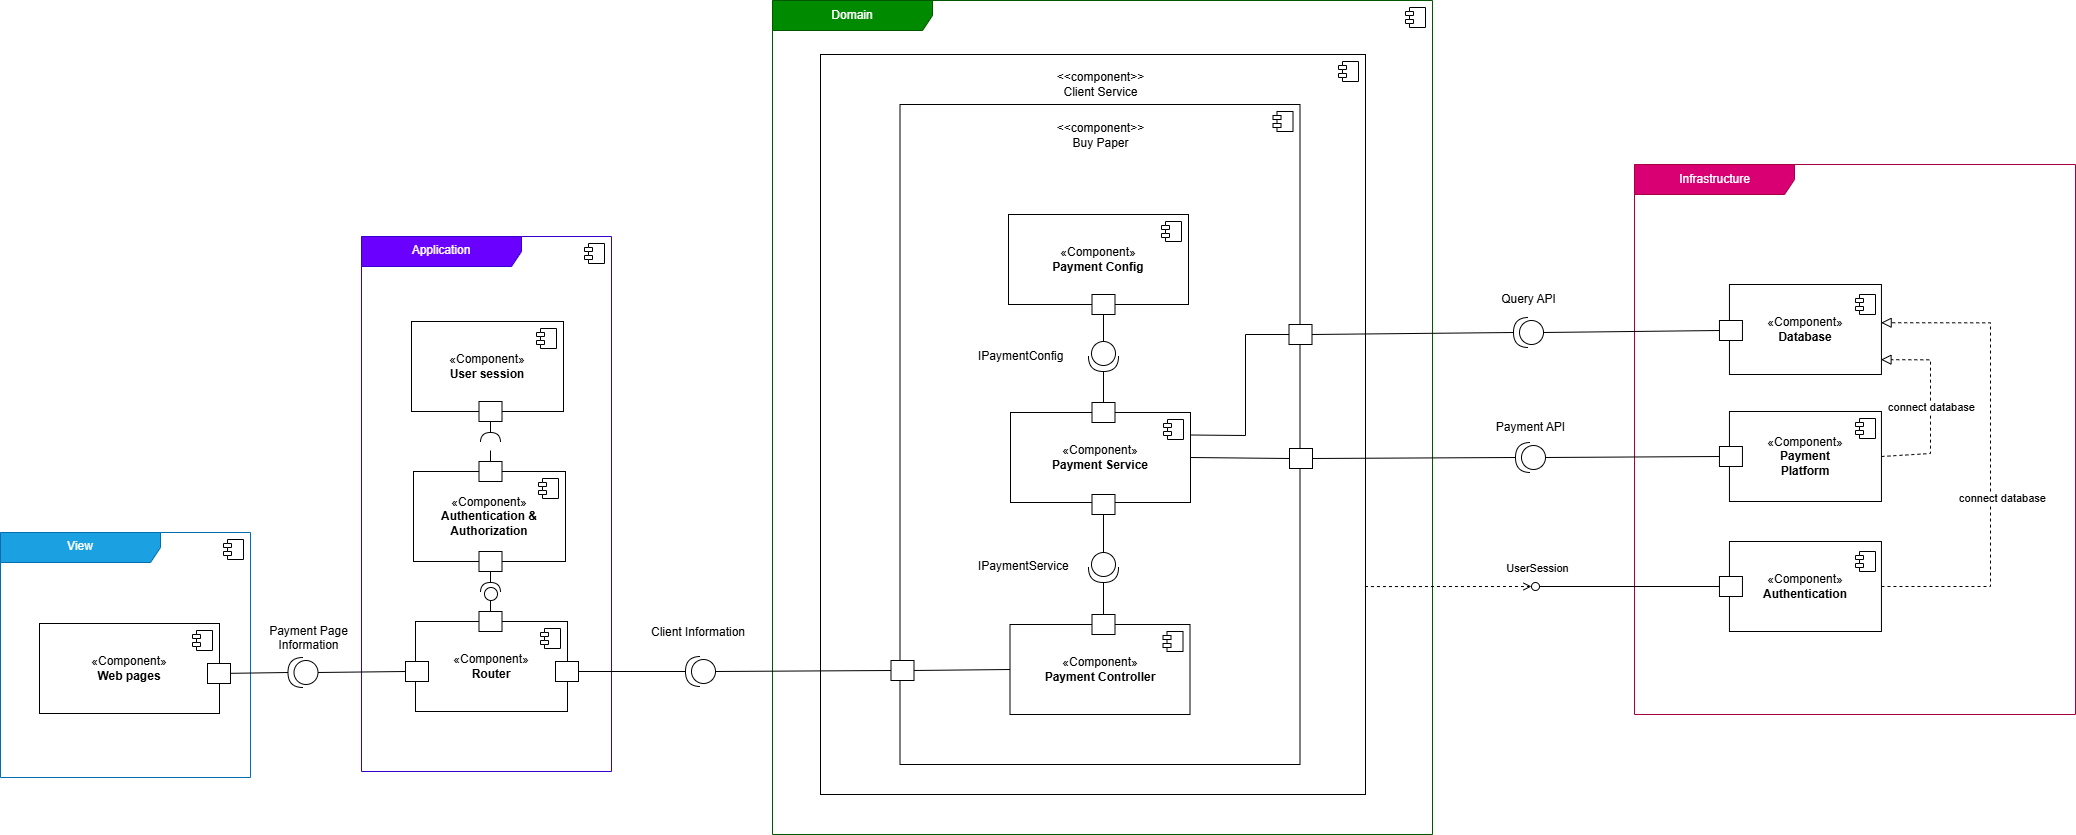 Domain
<<component>>
Client Service
<<component>>
Buy Paper
Infrastructure
Application
«Component»
Payment Config
Query API
«Component»
Database
IPaymentConfig
«Component»
User session
connect database
Payment API
«Component»
Payment Service
«Component»
Payment
Platform
connect database
«Component»
Authentication &
Authorization
View
IPaymentService
UserSession
«Component»
Authentication
Payment Page
Information
Client Information
«Component»
Web pages
«Component»
Router
«Component»
Payment Controller